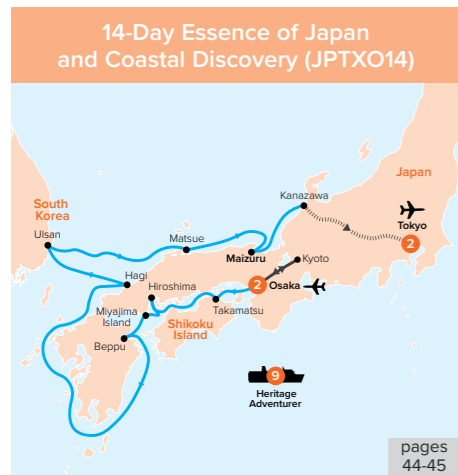 14-Day Essence of Japan
and Coastal Discovery (JPTXO14)
Japan
Kanazawa
South
Korea
Tokyo
Ulsan
Matsue
2
Maizuru
Kyoto
Hagi
2
Osaka
Hiroshima
Miyajima
Island
Takamatsu
Shikoku
Island
Beppu
9
Heritage
Adventurer
pages
44-45